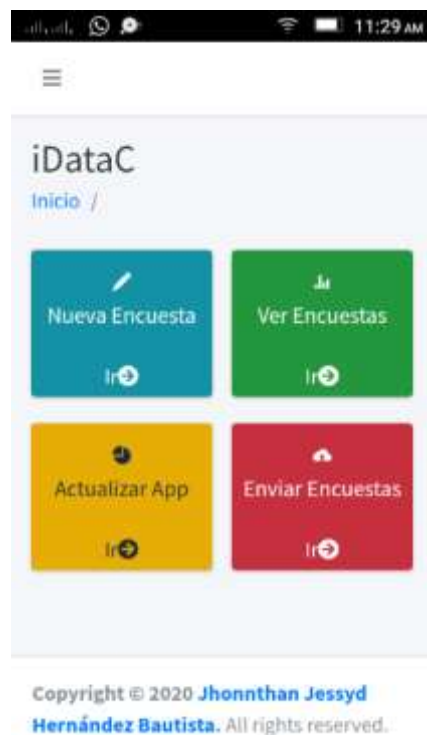 11:29 AM
iDataC
Inicio /
Nueva Encuesta
Ir
Ver Encuestas
Ir
Actualizar App
Ir
Enviar Encuestas
Ir
Copyright © 2020 Jhonnthan Jessyd
Hernández Bautista. All rights reserved.